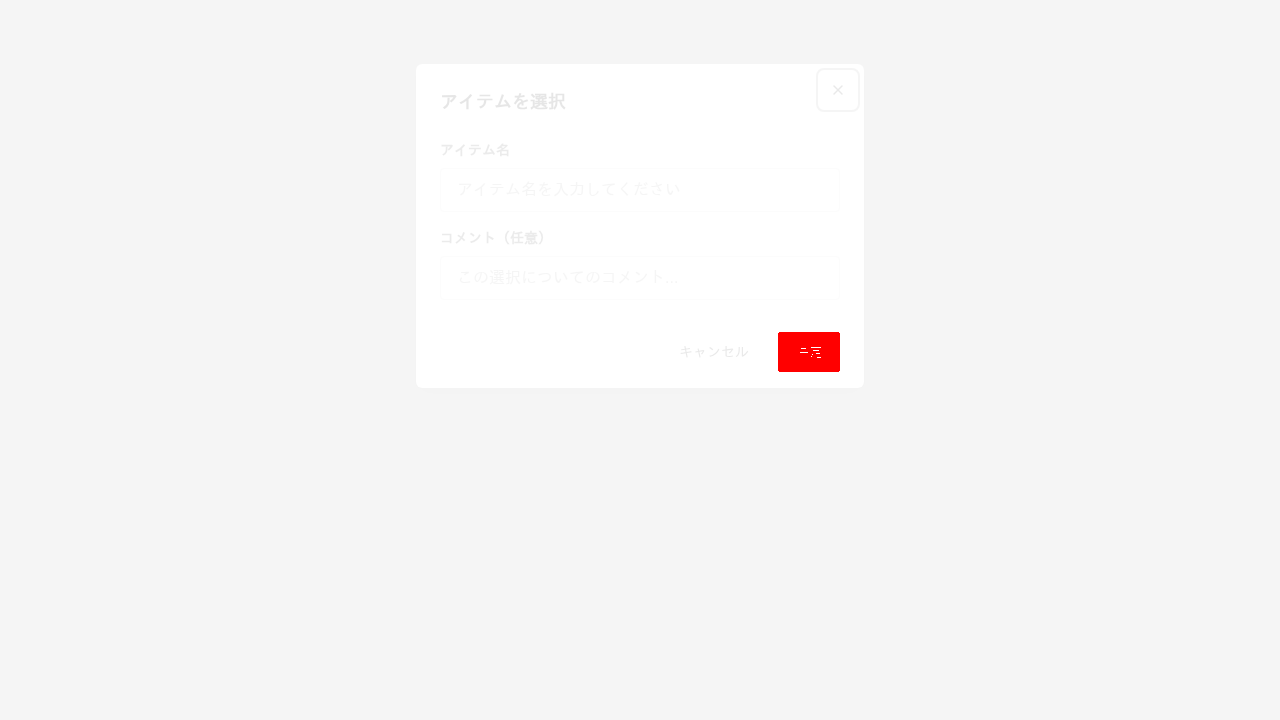 アイテムを選択
×
アイテム名
アイテム名を入力してください
コメント（任意）
この選択についてのコメント...
キャンセル